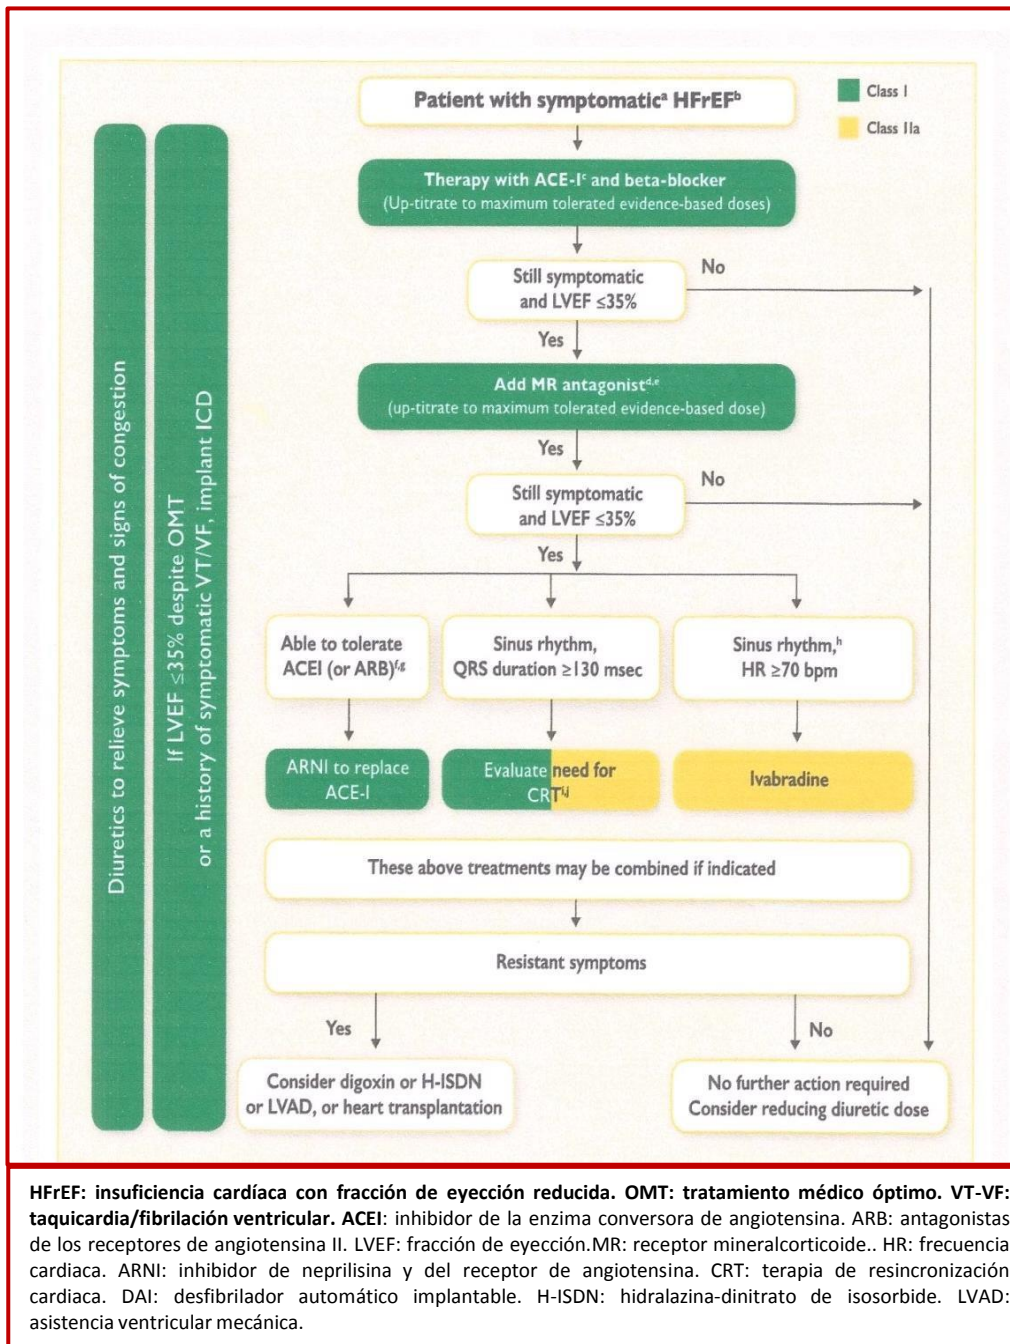 Patient with symptomaticᵃ HFrEFᵇ
Class I
Class IIa
Therapy with ACE-Iᶜ and beta-blocker
(Up-titrate to maximum tolerated evidence-based doses)
Still symptomatic
and LVEF ≤35%
No
Yes
Add MR antagonistᵈ,ᵉ
(up-titrate to maximum tolerated evidence-based dose)
Yes
Still symptomatic
and LVEF ≤35%
No
Yes
Diuretics to relieve symptoms and signs of congestion
If LVEF ≤35% despite OMT
or a history of symptomatic VT/VF, implant ICD
Able to tolerate
ACEI (or ARB)ᶠ,ᵍ
Sinus rhythm,
QRS duration ≥130 msec
Sinus rhythm,ʰ
HR ≥70 bpm
ARNI to replace
ACE-I
Evaluate need for
CRTⁱ,ʲ
Ivabradine
These above treatments may be combined if indicated
Resistant symptoms
Yes
No
Consider digoxin or H-ISDN
or LVAD, or heart transplantation
No further action required
Consider reducing diuretic dose
HFrEF: insuficiencia cardíaca con fracción de eyección reducida. OMT: tratamiento médico óptimo. VT-VF:
taquicardia/fibrilación ventricular. ACEI: inhibidor de la enzima conversora de angiotensina. ARB: antagonistas
de los receptores de angiotensina II. LVEF: fracción de eyección.MR: receptor mineralcorticoide.. HR: frecuencia
cardiaca. ARNI: inhibidor de neprilisina y del receptor de angiotensina. CRT: terapia de resincronización
cardiaca. DAI: desfibrilador automático implantable. H-ISDN: hidralazina-dinitrato de isosorbide. LVAD:
asistencia ventricular mecánica.